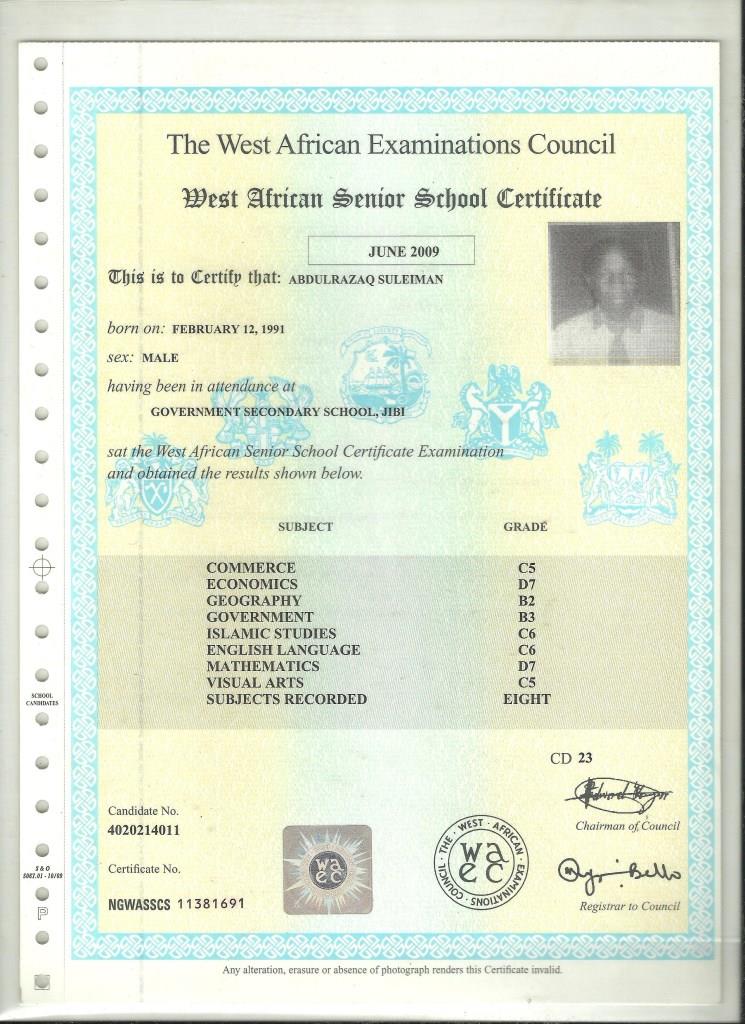 The West African Examinations Council
West African Senior School Certificate
JUNE 2009
This is to Certify that: ABDULRAZAQ SULEIMAN
born on: FEBRUARY 12, 1991
sex: MALE
having been in attendance at
GOVERNMENT SECONDARY SCHOOL, JIBI
sat the West African Senior School Certificate Examination
and obtained the results shown below.
SUBJECT GRADE
COMMERCE C5
ECONOMICS D7
GEOGRAPHY B2
GOVERNMENT B3
ISLAMIC STUDIES C6
ENGLISH LANGUAGE C6
MATHEMATICS D7
VISUAL ARTS C5
SUBJECTS RECORDED EIGHT
SCHOOL
CANDIDATES
CD 23
Chairman of Council
Candidate No.
4020214011
Certificate No.
NGWASSCS 11381691
waec
THE · WEST · AFRICAN · EXAMINATIONS · COUNCIL
waec
Bello
Registrar to Council
S & O
P
Any alteration, erasure or absence of photograph renders this Certificate invalid.